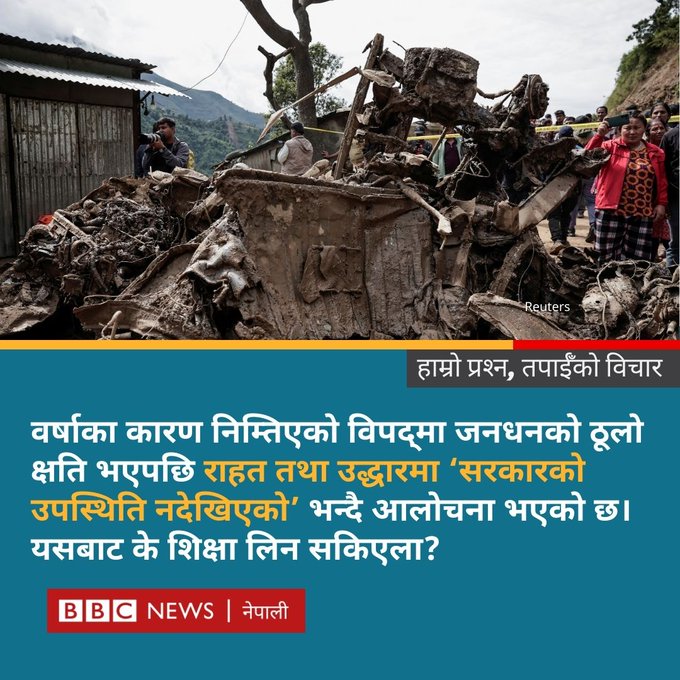 Reuters
हाम्रो प्रश्न, तपाईँको विचार
वर्षाका कारण निम्तिएको विपद्‌मा जनधनको ठूलो
क्षति भएपछि राहत तथा उद्धारमा ‘सरकारको
उपस्थिति नदेखिएको’ भन्दै आलोचना भएको छ।
यसबाट के शिक्षा लिन सकिएला?
BBC NEWS | नेपाली